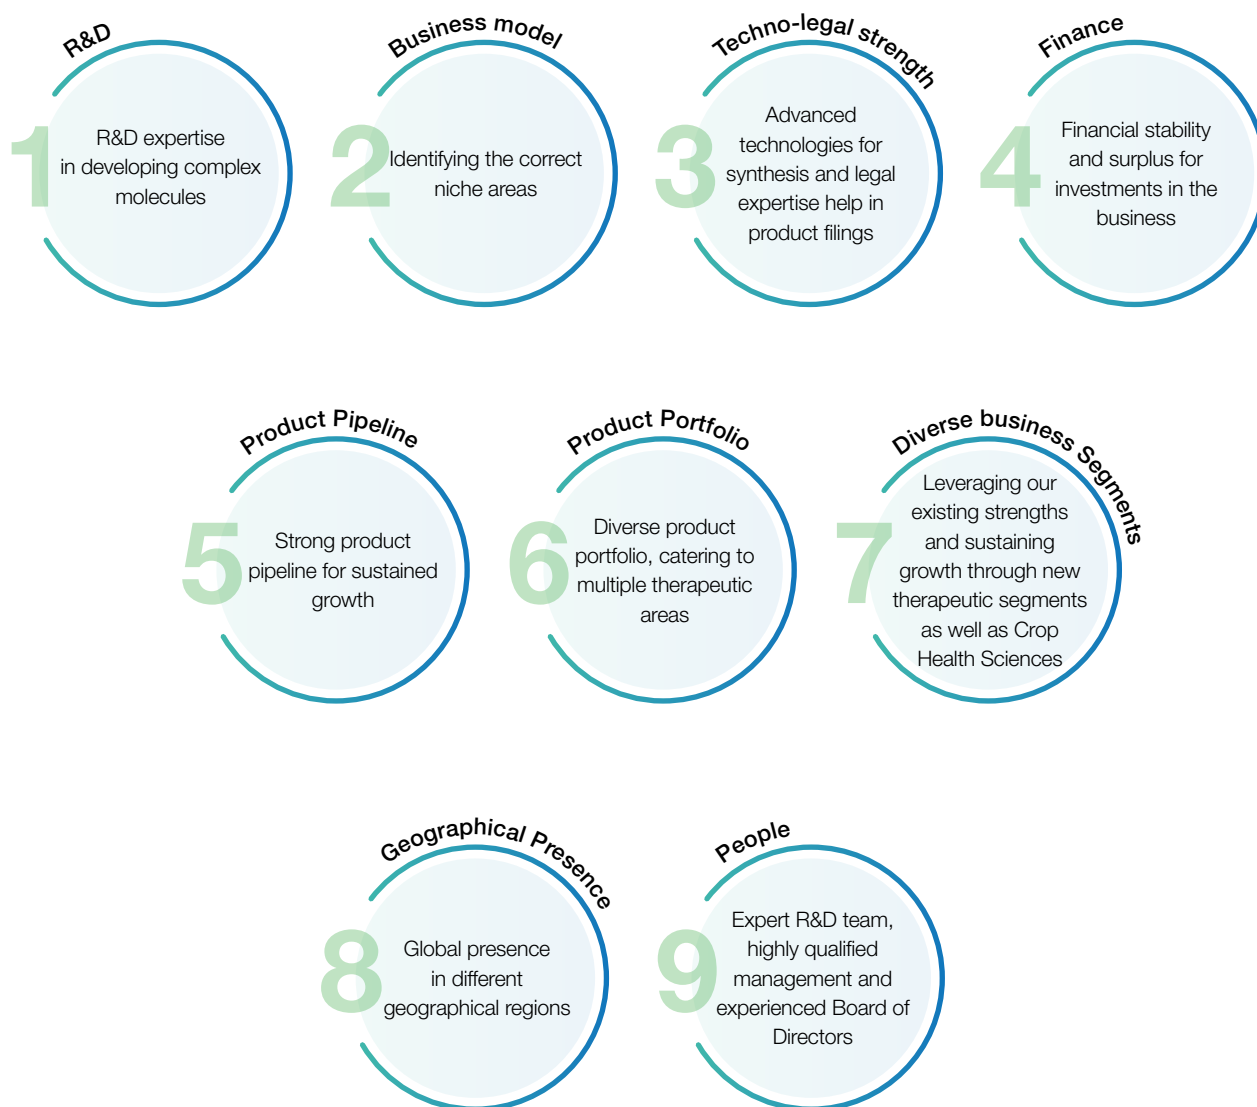 R&D
1
R&D expertise
in developing complex
molecules
Business model
2
Identifying the correct
niche areas
Techno-legal strength
3
Advanced
technologies for
synthesis and legal
expertise help in
product filings
Finance
4
Financial stability
and surplus for
investments in the
business
Product Pipeline
5
Strong product
pipeline for sustained
growth
Product Portfolio
6
Diverse product
portfolio, catering to
multiple therapeutic
areas
Diverse business Segments
7
Leveraging our
existing strengths
and sustaining
growth through new
therapeutic segments
as well as Crop
Health Sciences
Geographical Presence
8
Global presence
in different
geographical regions
People
9
Expert R&D team,
highly qualified
management and
experienced Board of
Directors